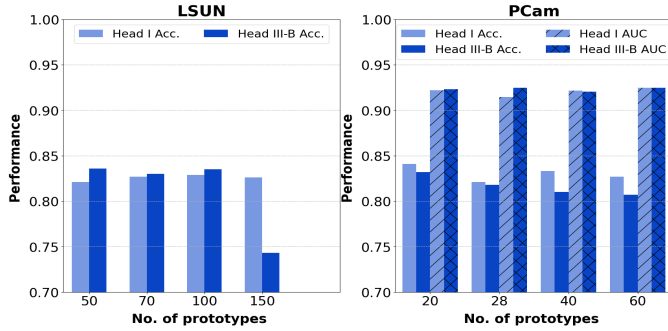 LSUN
Head I Acc.
Head III-B Acc.
Performance
1.00
0.95
0.90
0.85
0.80
0.75
0.70
50
70
100
150
No. of prototypes
PCam
Head I Acc.
Head III-B Acc.
Head I AUC
Head III-B AUC
Performance
1.00
0.95
0.90
0.85
0.80
0.75
0.70
20
28
40
60
No. of prototypes